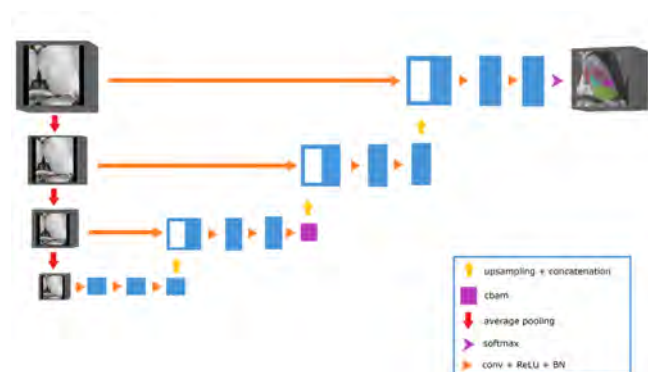 upsampling + concatenation
cbam
average pooling
softmax
conv + ReLU + BN